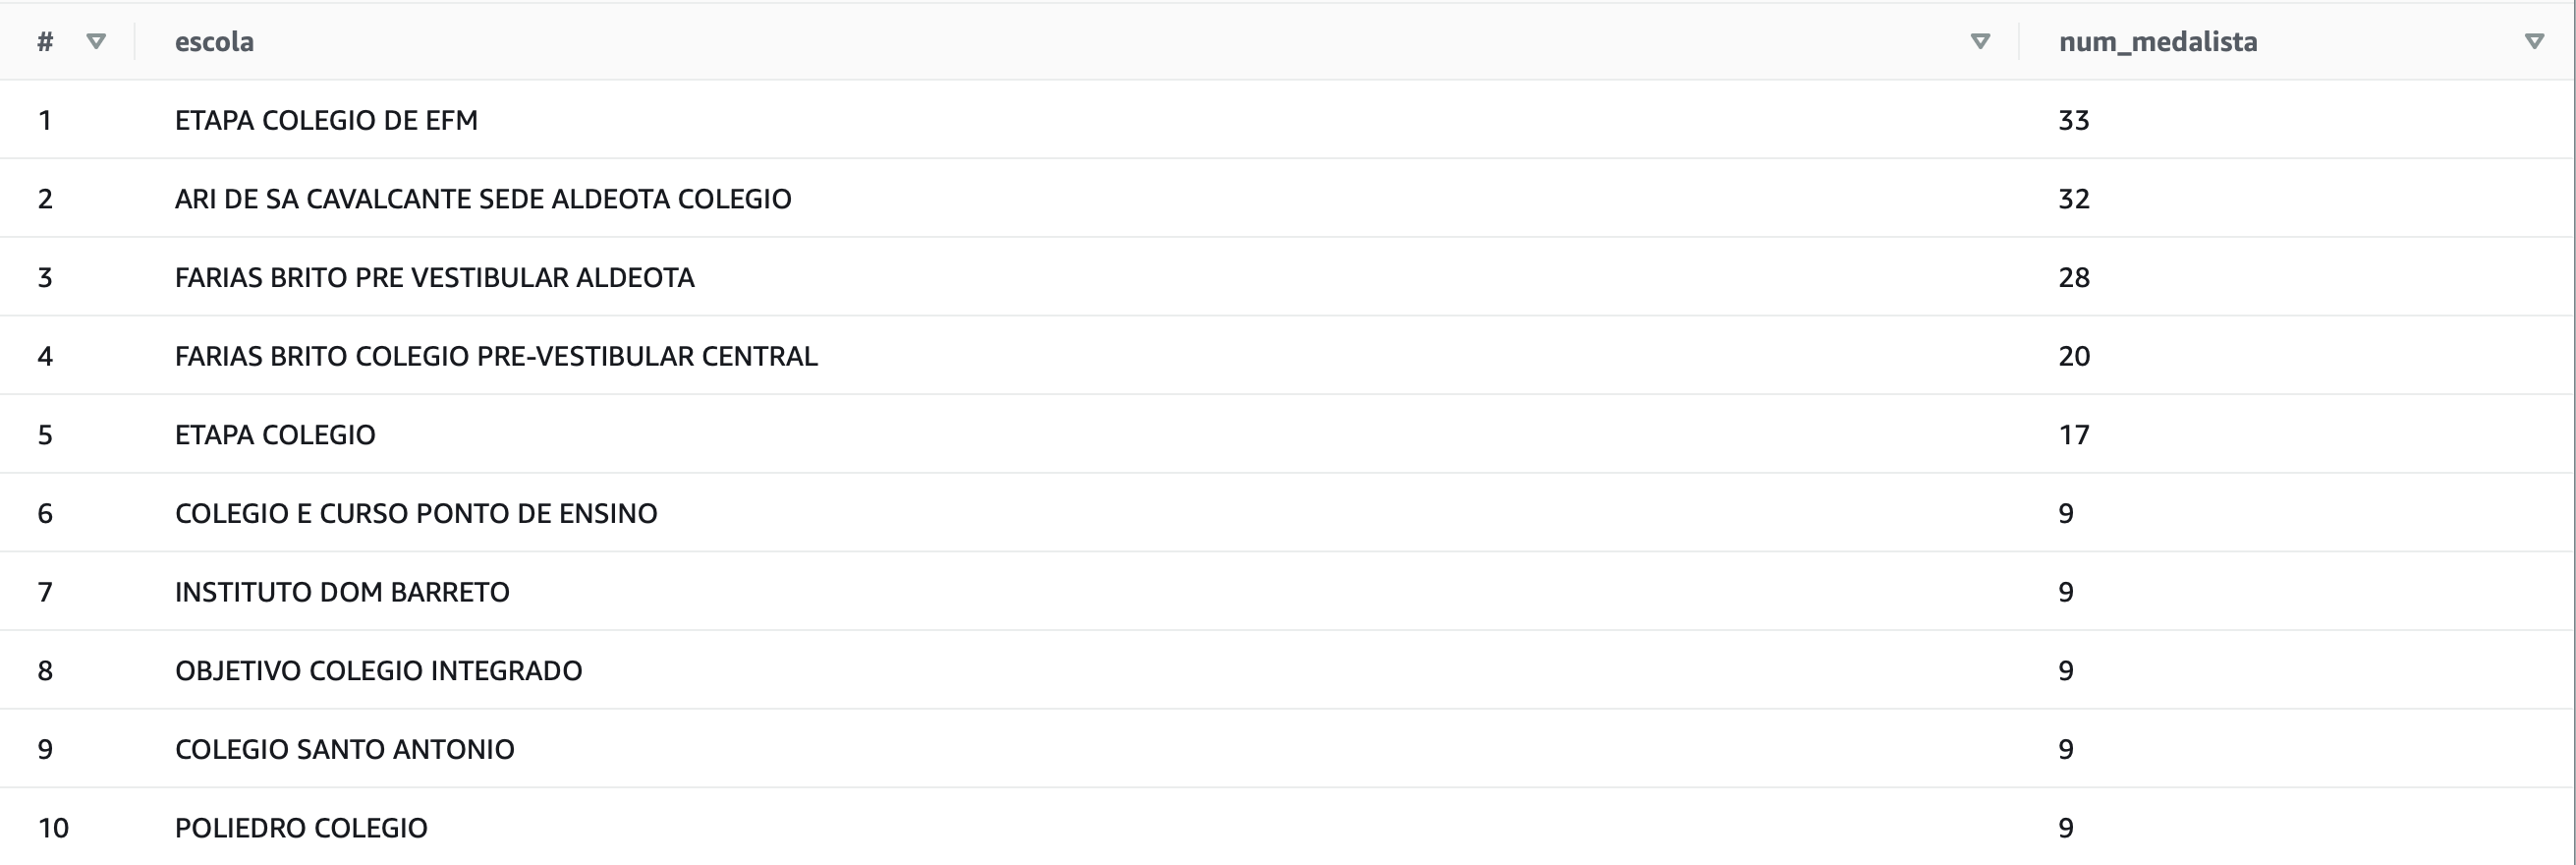 # escola num_medalista
1 ETAPA COLEGIO DE EFM 33
2 ARI DE SA CAVALCANTE SEDE ALDEOTA COLEGIO 32
3 FARIAS BRITO PRE VESTIBULAR ALDEOTA 28
4 FARIAS BRITO COLEGIO PRE-VESTIBULAR CENTRAL 20
5 ETAPA COLEGIO 17
6 COLEGIO E CURSO PONTO DE ENSINO 9
7 INSTITUTO DOM BARRETO 9
8 OBJETIVO COLEGIO INTEGRADO 9
9 COLEGIO SANTO ANTONIO 9
10 POLIEDRO COLEGIO 9